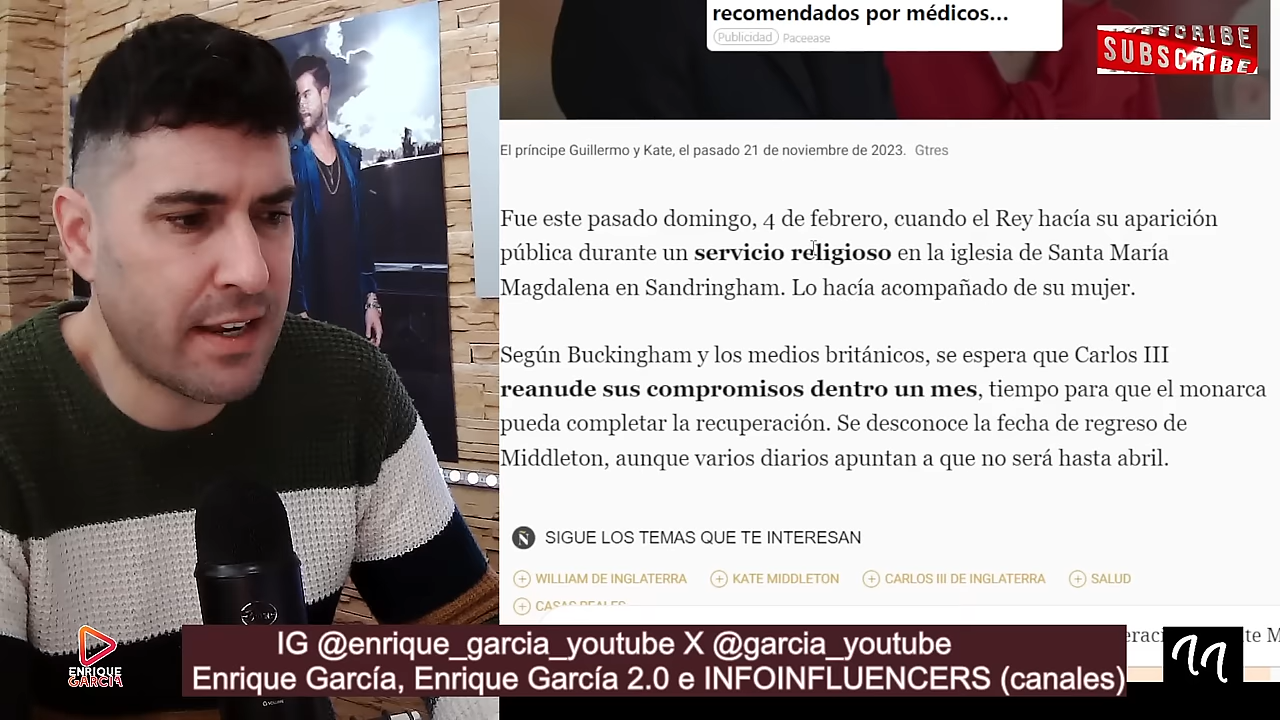 recomendados por médicos...
Publicidad Paceease
SUBSCRIBE
SUBSCRIBE
El príncipe Guillermo y Kate, el pasado 21 de noviembre de 2023. Gtres
Fue este pasado domingo, 4 de febrero, cuando el Rey hacía su aparición
pública durante un servicio religioso en la iglesia de Santa María
Magdalena en Sandringham. Lo hacía acompañado de su mujer.
Según Buckingham y los medios británicos, se espera que Carlos III
reanude sus compromisos dentro un mes, tiempo para que el monarca
pueda completar la recuperación. Se desconoce la fecha de regreso de
Middleton, aunque varios diarios apuntan a que no será hasta abril.
Ñ SIGUE LOS TEMAS QUE TE INTERESAN
WILLIAM DE INGLATERRA KATE MIDDLETON CARLOS III DE INGLATERRA SALUD
CASAS REALES
IG @enrique_garcia_youtube X @garcia_youtube
Enrique García, Enrique García 2.0 e INFOINFLUENCERS (canales)
ENRIQUE
GARCÍA